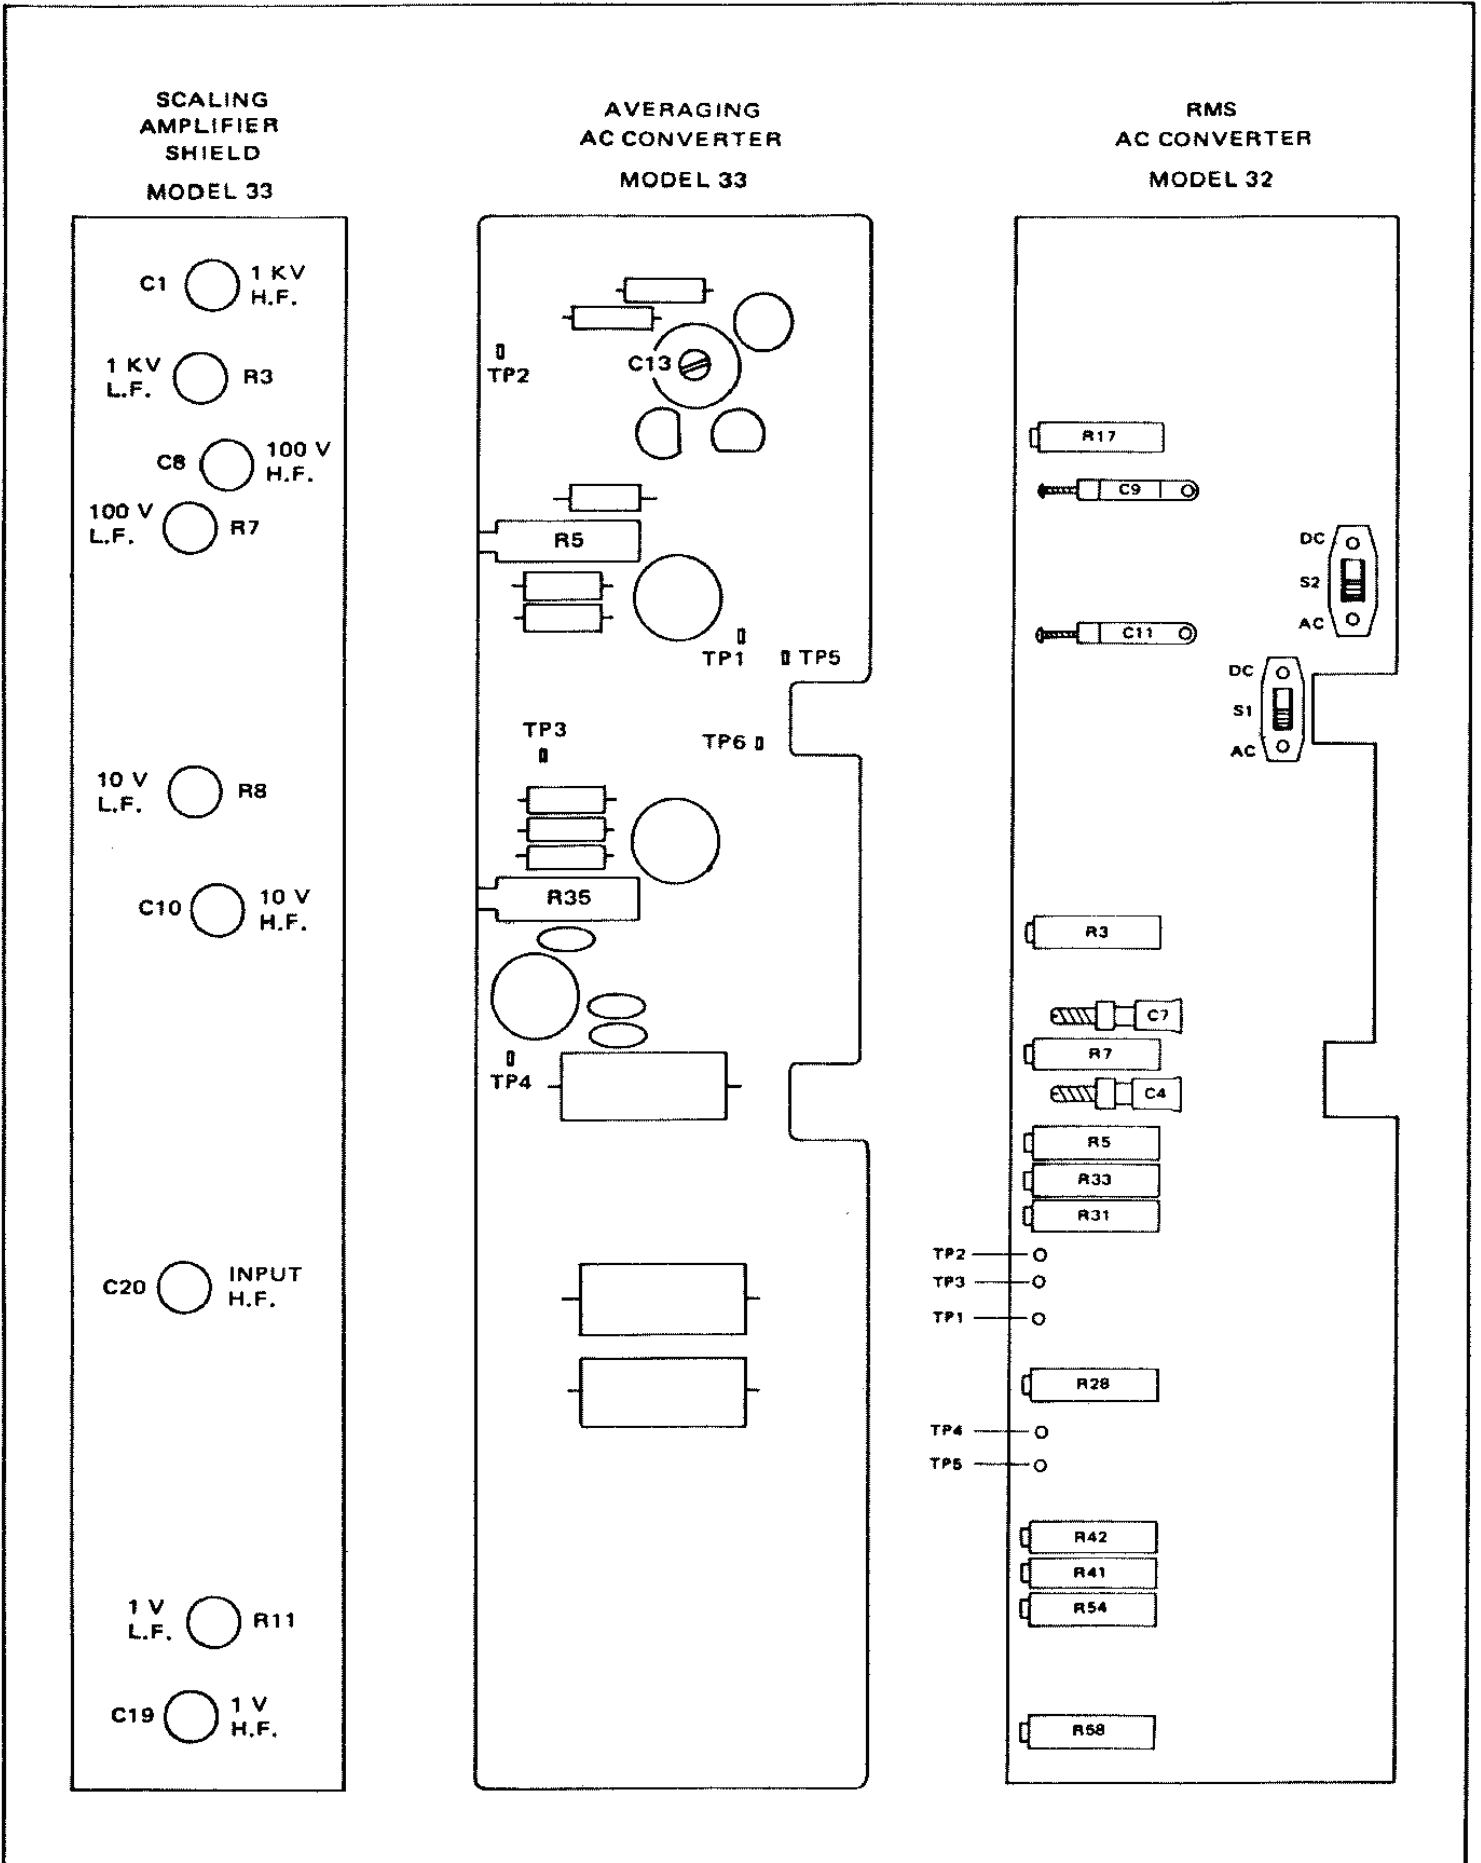 SCALING
AMPLIFIER
SHIELD
MODEL 33
C1
1 KV
H.F.
1 KV
L.F.
R3
C8
100 V
H.F.
100 V
L.F.
R7
10 V
L.F.
R8
C10
10 V
H.F.
C20
INPUT
H.F.
1 V
L.F.
R11
C19
1 V
H.F.
AVERAGING
AC CONVERTER
MODEL 33
TP2
C13
R5
TP1
TP5
TP3
TP6
R35
TP4
RMS
AC CONVERTER
MODEL 32
R17
C9
DC
S2
AC
C11
DC
S1
AC
R3
C7
R7
C4
R5
R33
R31
TP2
TP3
TP1
R28
TP4
TP5
R42
R41
R54
R58